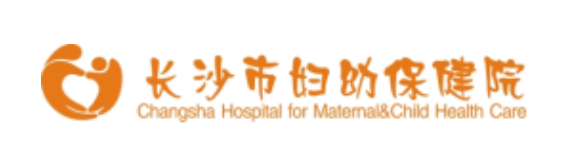 长沙市妇幼保健院
Changsha Hospital for Maternal&Child Health Care